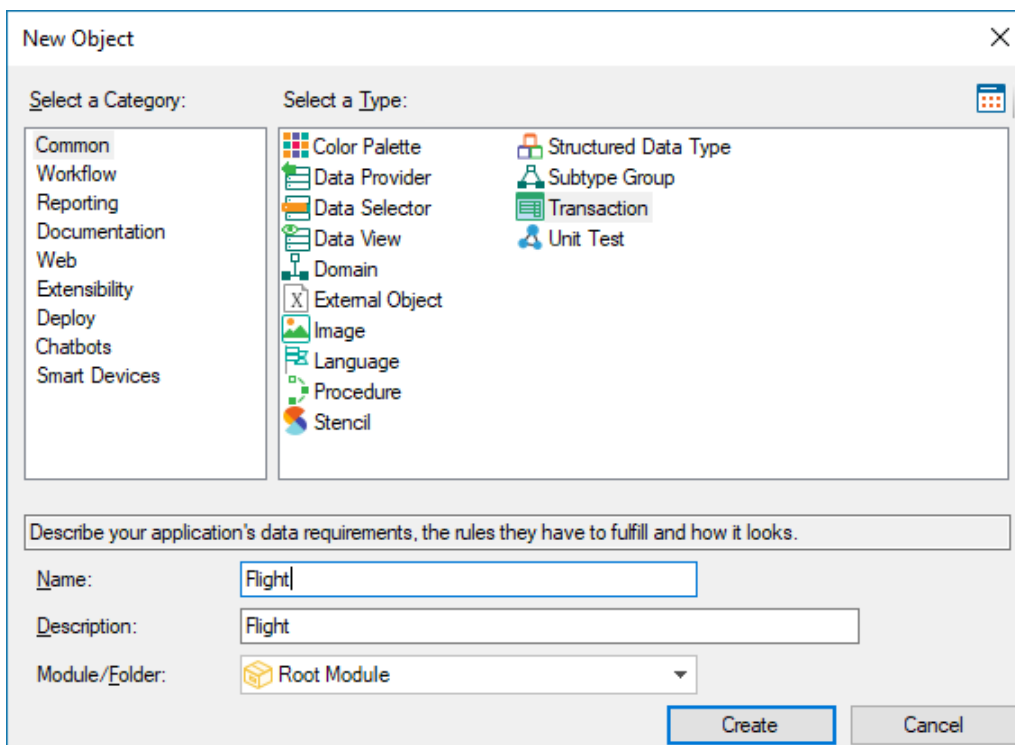 New Object
Select a Category:
Select a Type:
Common
Workflow
Reporting
Documentation
Web
Extensibility
Deploy
Chatbots
Smart Devices
Color Palette
Data Provider
Data Selector
Data View
Domain
External Object
Image
Language
Procedure
Stencil
Structured Data Type
Subtype Group
Transaction
Unit Test
Describe your application's data requirements, the rules they have to fulfill and how it looks.
Name: Flight
Description: Flight
Module/Folder: Root Module
Create Cancel